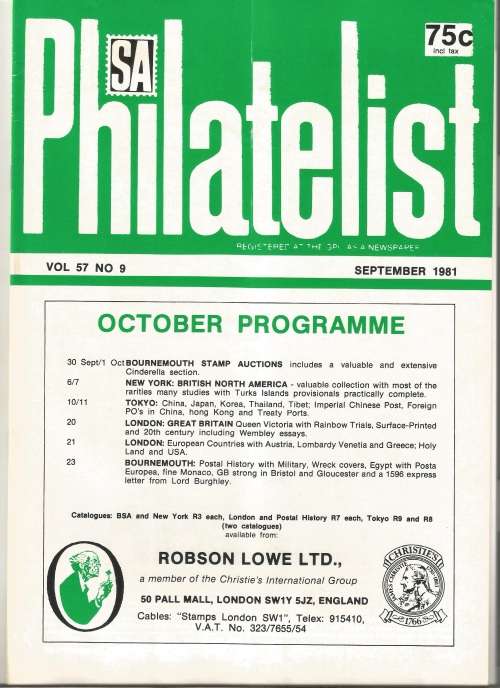 75c
incl tax
SA
Philatelist
REGISTERED AT THE GPO AS A NEWSPAPER
VOL 57 NO 9
SEPTEMBER 1981
OCTOBER PROGRAMME
30 Sept/1 Oct BOURNEMOUTH STAMP AUCTIONS includes a valuable and extensive
Cinderella section.
6/7 NEW YORK: BRITISH NORTH AMERICA - valuable collection with most of the
rarities many studies with Turks Islands provisionals practically complete.
10/11 TOKYO: China, Japan, Korea, Thailand, Tibet; Imperial Chinese Post, Foreign
PO's in China, hong Kong and Treaty Ports.
20 LONDON: GREAT BRITAIN Queen Victoria with Rainbow Trials, Surface-Printed
and 20th century including Wembley essays.
21 LONDON: European Countries with Austria, Lombardy Venetia and Greece; Holy
Land and USA.
23 BOURNEMOUTH: Postal History with Military, Wreck covers, Egypt with Posta
Europea, fine Monaco, GB strong in Bristol and Gloucester and a 1596 express
letter from Lord Burghley.
Catalogues: BSA and New York R3 each, London and Postal History R7 each, Tokyo R9 and R8
(two catalogues)
available from:
ROBSON LOWE LTD.,
a member of the Christie's International Group
50 PALL MALL, LONDON SW1Y 5JZ, ENGLAND
Cables: "Stamps London SW1", Telex: 915410,
V.A.T. No. 323/7655/54
CHRISTIE'S
JAMES CHRISTIE
1766